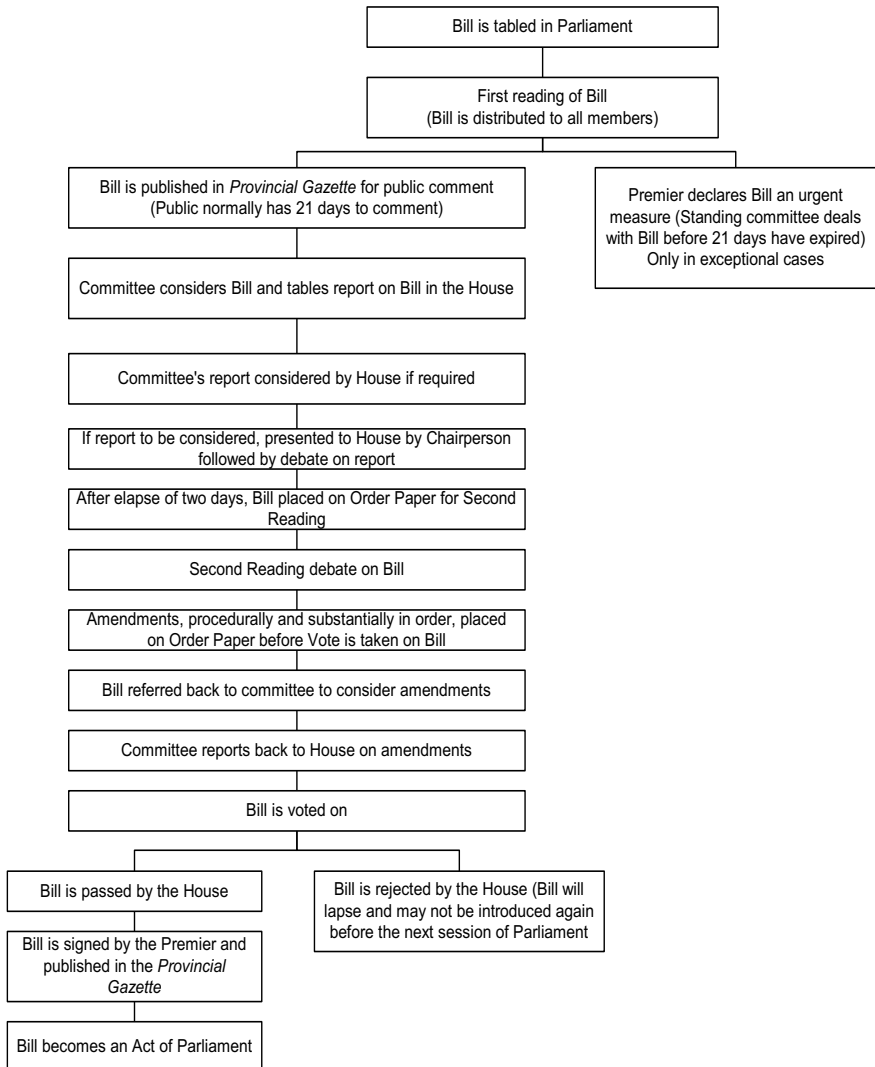 Bill is tabled in Parliament
First reading of Bill
(Bill is distributed to all members)
Bill is published in Provincial Gazette for public comment
(Public normally has 21 days to comment)
Premier declares Bill an urgent
measure (Standing committee deals
with Bill before 21 days have expired)
Only in exceptional cases
Committee considers Bill and tables report on Bill in the House
Committee's report considered by House if required
If report to be considered, presented to House by Chairperson
followed by debate on report
After elapse of two days, Bill placed on Order Paper for Second
Reading
Second Reading debate on Bill
Amendments, procedurally and substantially in order, placed
on Order Paper before Vote is taken on Bill
Bill referred back to committee to consider amendments
Committee reports back to House on amendments
Bill is voted on
Bill is passed by the House
Bill is rejected by the House (Bill will
lapse and may not be introduced again
before the next session of Parliament
Bill is signed by the Premier and
published in the Provincial
Gazette
Bill becomes an Act of Parliament